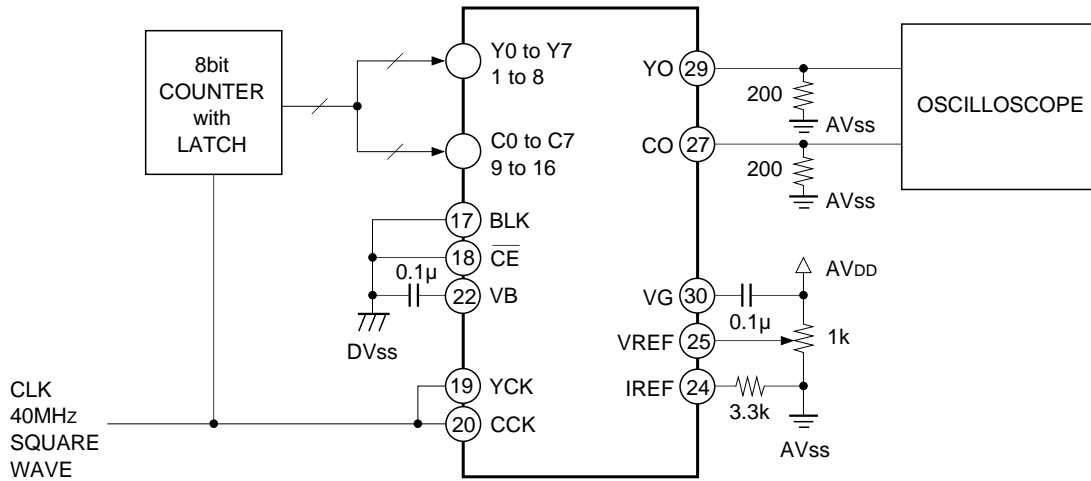 8bit
COUNTER
with
LATCH
Y0 to Y7
1 to 8
C0 to C7
9 to 16
17
BLK
18
CE
0.1µ
22
VB
DVss
19
YCK
20
CCK
CLK
40MHz
SQUARE
WAVE
YO
29
200
AVss
CO
27
200
AVss
OSCILLOSCOPE
AVDD
VG
30
0.1µ
1k
VREF
25
IREF
24
3.3k
AVss